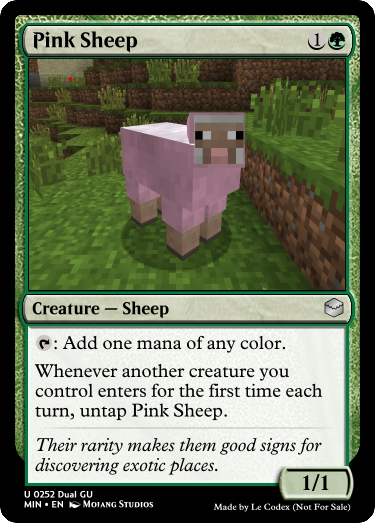 Pink Sheep 1
Creature — Sheep
: Add one mana of any color.
Whenever another creature you
control enters for the first time each
turn, untap Pink Sheep.
Their rarity makes them good signs for
discovering exotic places.
1/1
U 0252 Dual GU
MIN • EN Mojang Studios
Made by Le Codex (Not For Sale)